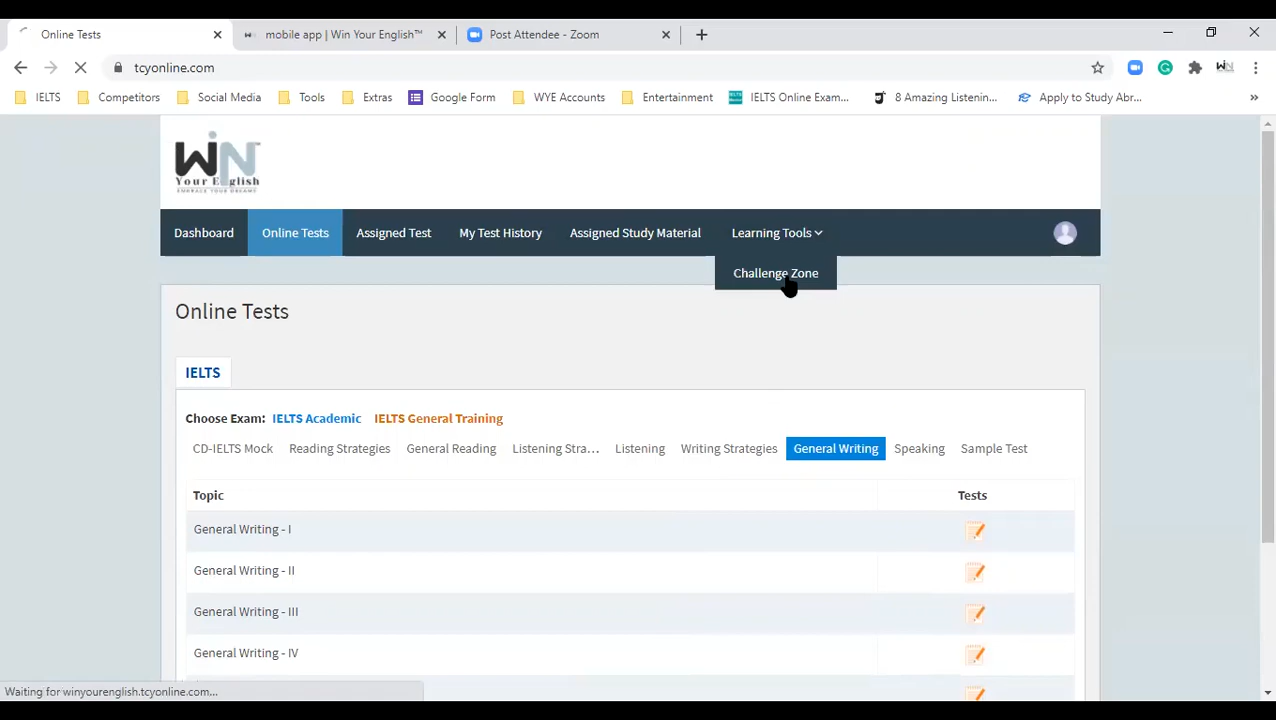 Online Tests
mobile app | Win Your English™
Post Attendee - Zoom
tcyonline.com
IELTS
Competitors
Social Media
Tools
Extras
Google Form
WYE Accounts
Entertainment
IELTS Online Exam...
8 Amazing Listenin...
Apply to Study Abr...
WiN
Your English
EMBRACE YOUR DREAMS
Dashboard
Online Tests
Assigned Test
My Test History
Assigned Study Material
Learning Tools
Challenge Zone
Online Tests
IELTS
Choose Exam: IELTS Academic IELTS General Training
CD-IELTS Mock
Reading Strategies
General Reading
Listening Stra...
Listening
Writing Strategies
General Writing
Speaking
Sample Test
Topic
Tests
General Writing - I
General Writing - II
General Writing - III
General Writing - IV
Waiting for winyourenglish.tcyonline.com...